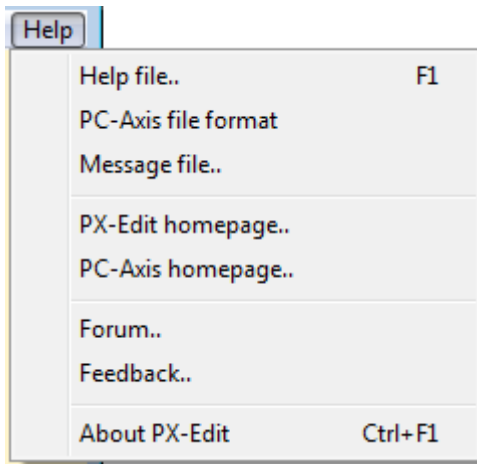 Help
Help file.. F1
PC-Axis file format
Message file..
PX-Edit homepage..
PC-Axis homepage..
Forum..
Feedback..
About PX-Edit Ctrl+F1